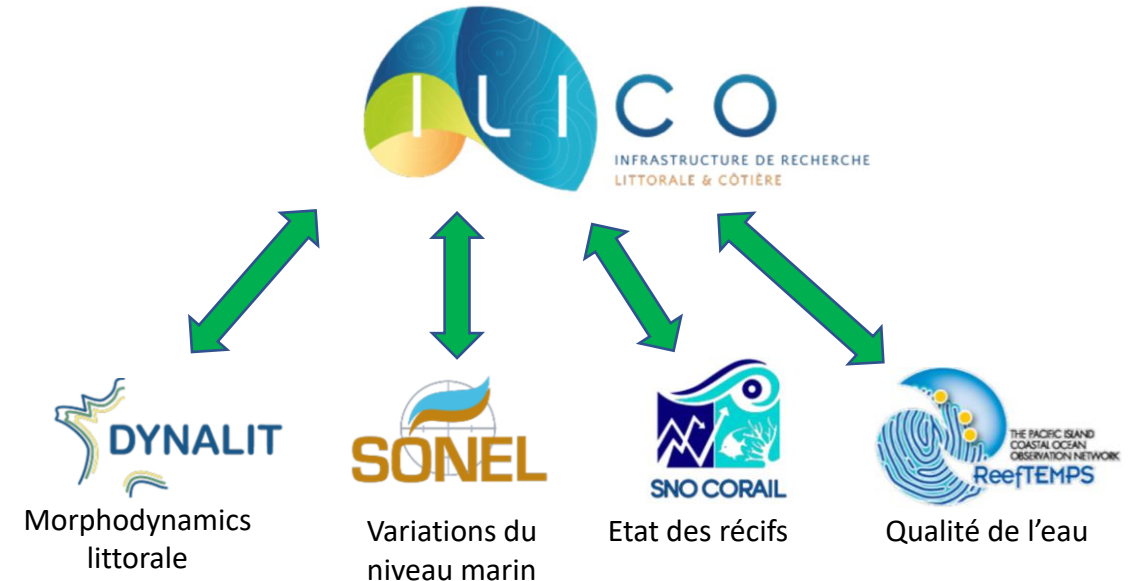 ILICO
INFRASTRUCTURE DE RECHERCHE
LITTORALE & CÔTIÈRE
DYNALIT
Morphodynamics
littorale
SONEL
Variations du
niveau marin
SNO CORAIL
Etat des récifs
THE PACIFIC ISLAND
COASTAL OCEAN
OBSERVATION NETWORK
ReefTEMPS
Qualité de l’eau